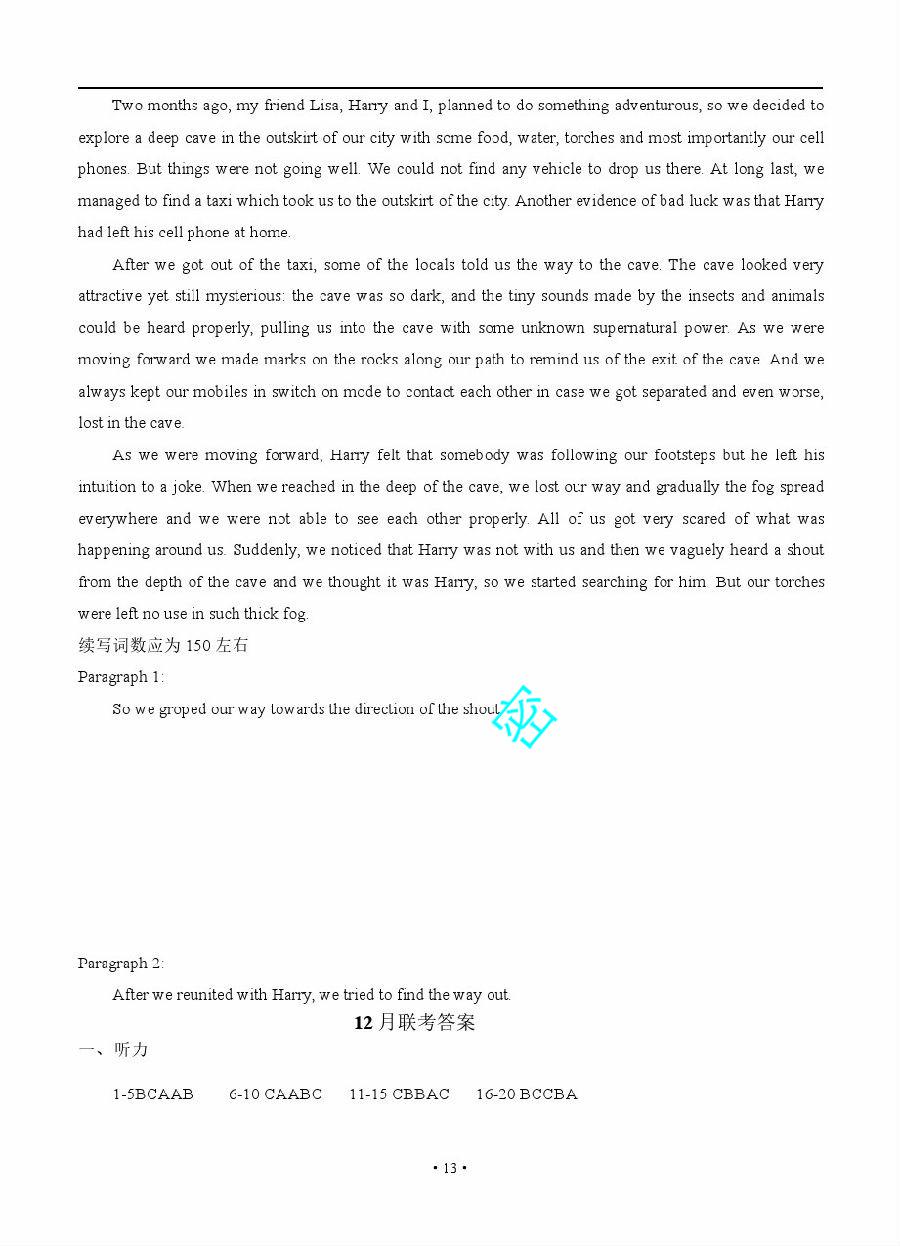 Two months ago, my friend Lisa, Harry and I, planned to do something adventurous, so we decided to
explore a deep cave in the outskirt of our city with some food, water, torches and most importantly our cell
phones. But things were not going well. We could not find any vehicle to drop us there. At long last, we
managed to find a taxi which took us to the outskirt of the city. Another evidence of bad luck was that Harry
had left his cell phone at home.
After we got out of the taxi, some of the locals told us the way to the cave. The cave looked very
attractive yet still mysterious: the cave was so dark, and the tiny sounds made by the insects and animals
could be heard properly, pulling us into the cave with some unknown supernatural power. As we were
moving forward we made marks on the rocks along our path to remind us of the exit of the cave. And we
always kept our mobiles in switch on mode to contact each other in case we got separated and even worse,
lost in the cave.
As we were moving forward, Harry felt that somebody was following our footsteps but he left his
intuition to a joke. When we reached in the deep of the cave, we lost our way and gradually the fog spread
everywhere and we were not able to see each other properly. All of us got very scared of what was
happening around us. Suddenly, we noticed that Harry was not with us and then we vaguely heard a shout
from the depth of the cave and we thought it was Harry, so we started searching for him. But our torches
were left no use in such thick fog.
续写词数应为 150 左右
Paragraph 1:
So we groped our way towards the direction of the shout.
密
Paragraph 2:
After we reunited with Harry, we tried to find the way out.
12 月联考答案
一、听力
1-5BCAAB 6-10 CAABC 11-15 CBBAC 16-20 BCCBA
• 13 •